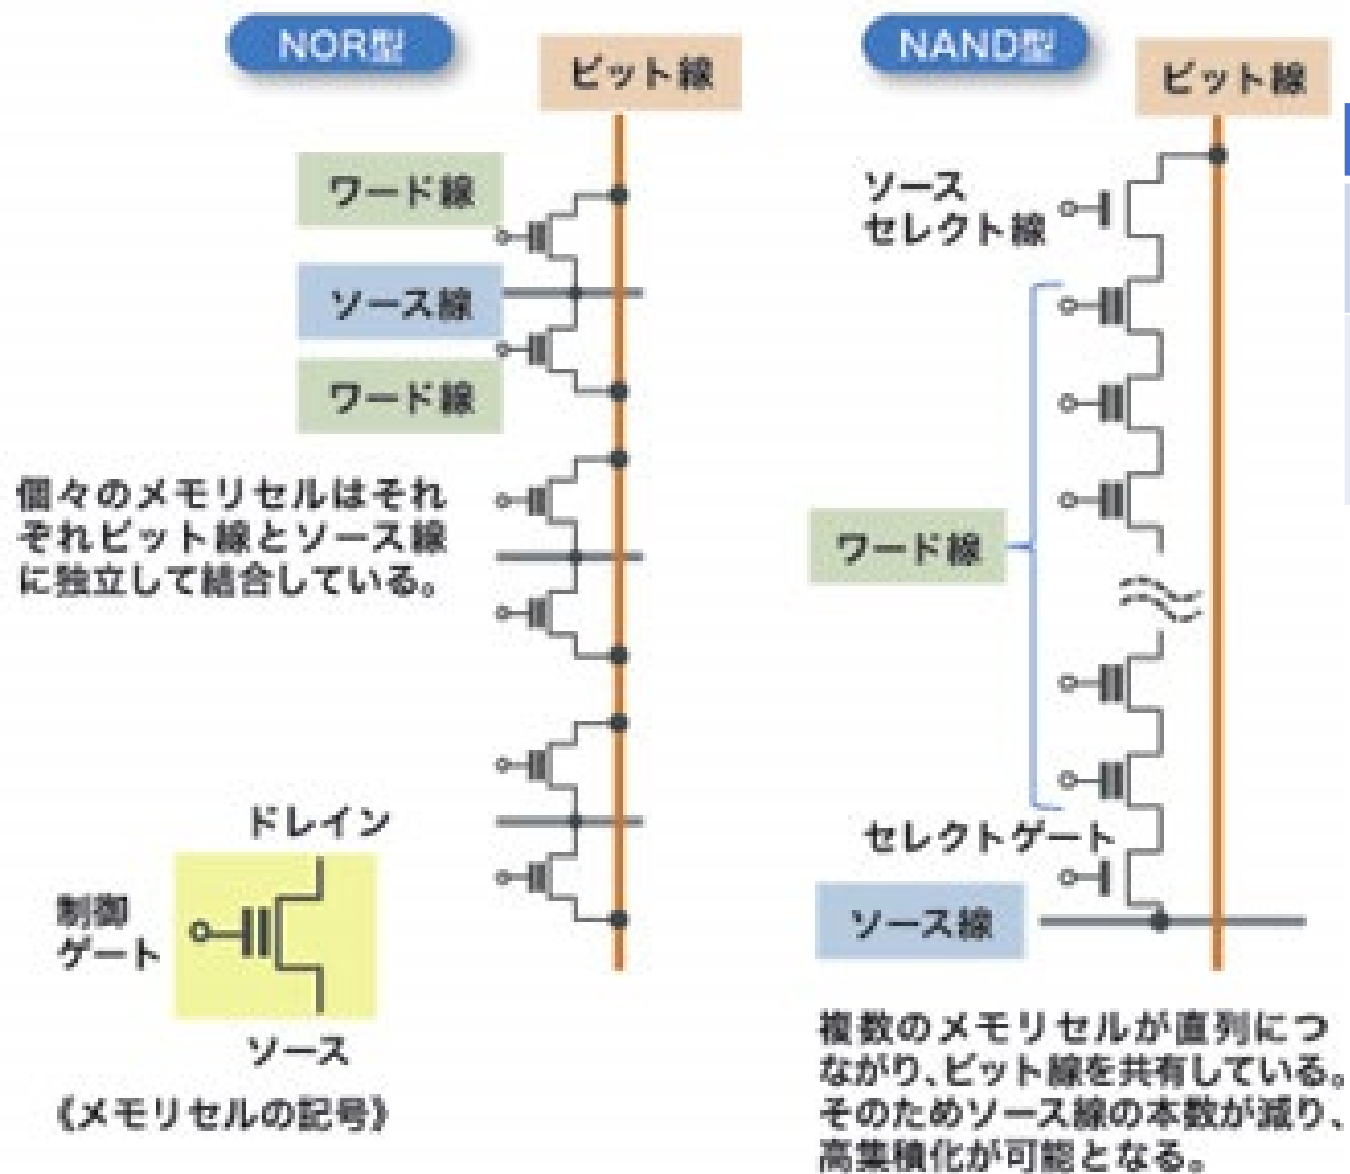 NOR型
ビット線
ワード線
ソース線
ワード線
個々のメモリセルはそれ
ぞれビット線とソース線
に独立して結合している。
ドレイン
制御
ゲート
ソース
《メモリセルの記号》
NAND型
ビット線
ソース
セレクト線
ワード線
セレクトゲート
ソース線
複数のメモリセルが直列につ
ながり、ビット線を共有している。
そのためソース線の本数が減り、
高集積化が可能となる。